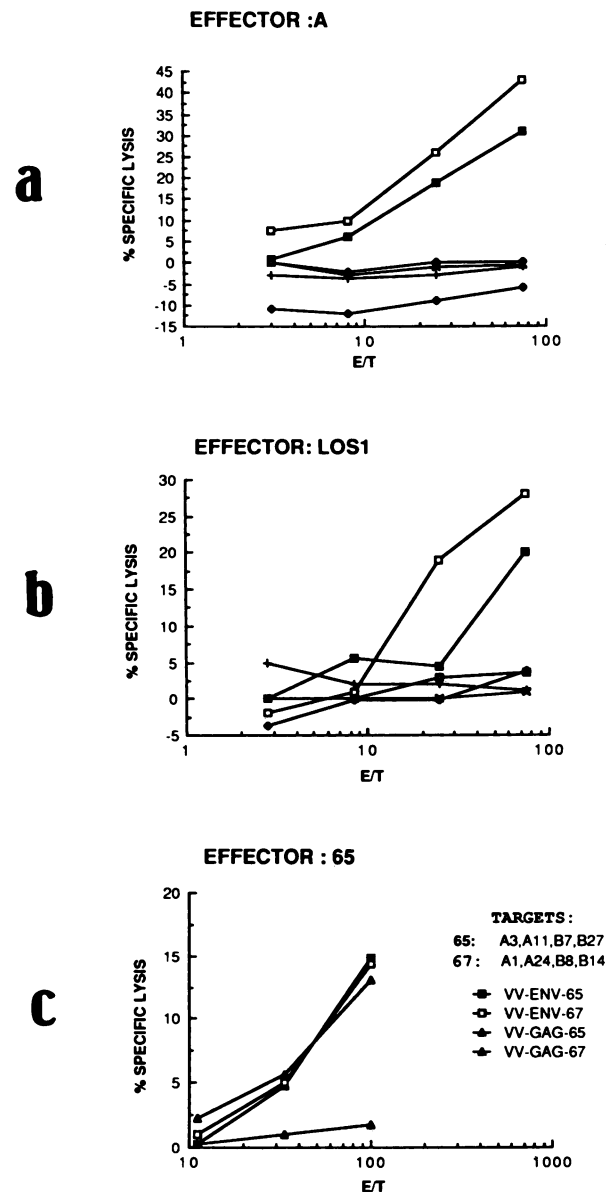 EFFECTOR :A
a
45
40
35
30
25
20
15
10
5
0
-5
-10
-15
% SPECIFIC LYSIS
1 10 100
E/T
EFFECTOR: LOS1
b
30
25
20
15
10
5
0
-5
% SPECIFIC LYSIS
1 10 100
E/T
EFFECTOR : 65
c
20
15
10
5
0
% SPECIFIC LYSIS
10 100 1000
E/T
TARGETS :
65: A3,A11,B7,B27
67: A1,A24,B8,B14
VV-ENV-65
VV-ENV-67
VV-GAG-65
VV-GAG-67